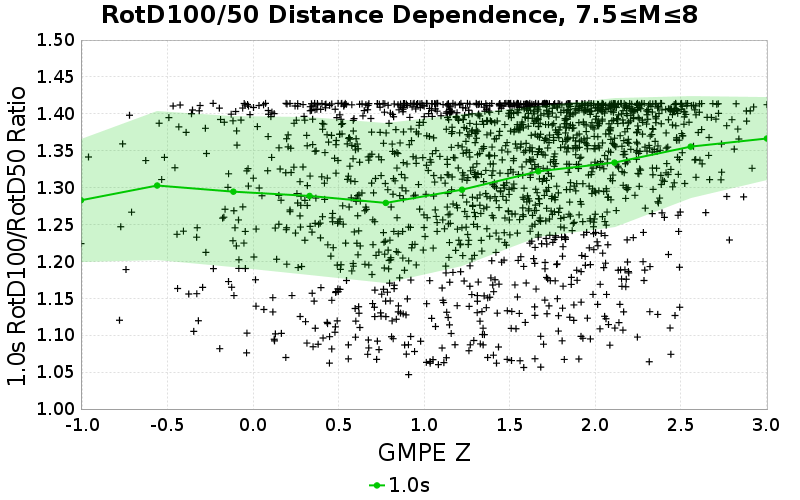 RotD100/50 Distance Dependence, 7.5≤M≤8
1.0s RotD100/RotD50 Ratio
1.50
1.45
1.40
1.35
1.30
1.25
1.20
1.15
1.10
1.05
1.00
-1.0 -0.5 0.0 0.5 1.0 1.5 2.0 2.5 3.0
GMPE Z
1.0s